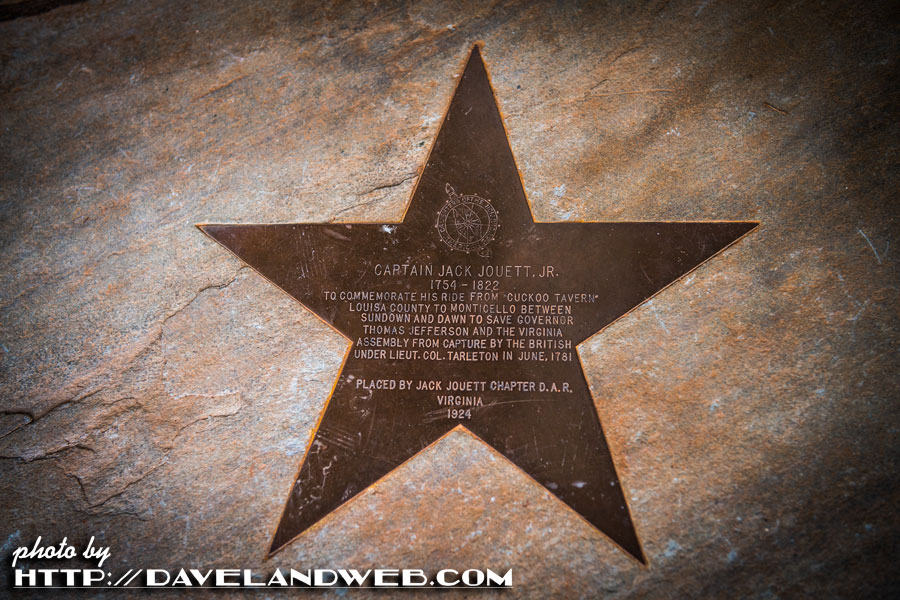 CAPTAIN JACK JOUETT, JR.
1754 - 1822
TO COMMEMORATE HIS RIDE FROM "CUCKOO TAVERN"
LOUISA COUNTY TO MONTICELLO BETWEEN
SUNDOWN AND DAWN TO SAVE GOVERNOR
THOMAS JEFFERSON AND THE VIRGINIA
ASSEMBLY FROM CAPTURE BY THE BRITISH
UNDER LIEUT. COL. TARLETON IN JUNE, 1781
PLACED BY JACK JOUETT CHAPTER D.A.R.
VIRGINIA
1924
photo by
HTTP://DAVELANDWEB.COM